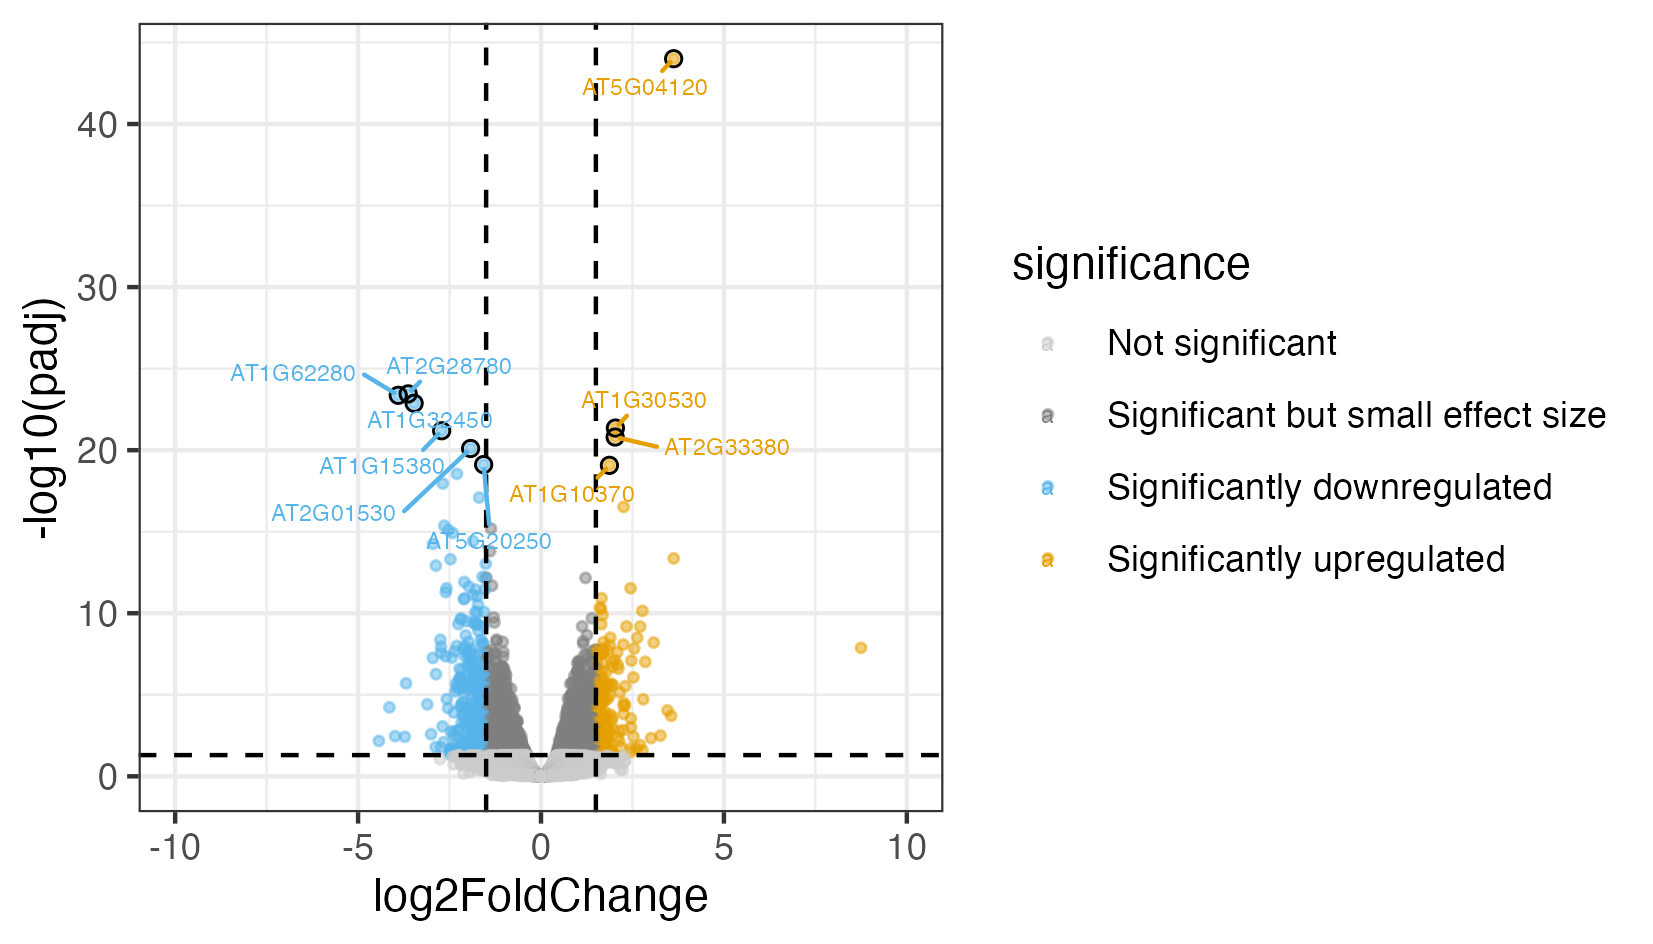 AT5G04120
40
30
AT1G62280
AT2G28780
AT1G32450
AT1G30530
AT2G33380
20
AT1G15380
AT1G10370
AT2G01530
AT5G20250
10
0
-10
-5
0
5
10
log2FoldChange
-log10(padj)
significance
a Not significant
a Significant but small effect size
a Significantly downregulated
a Significantly upregulated